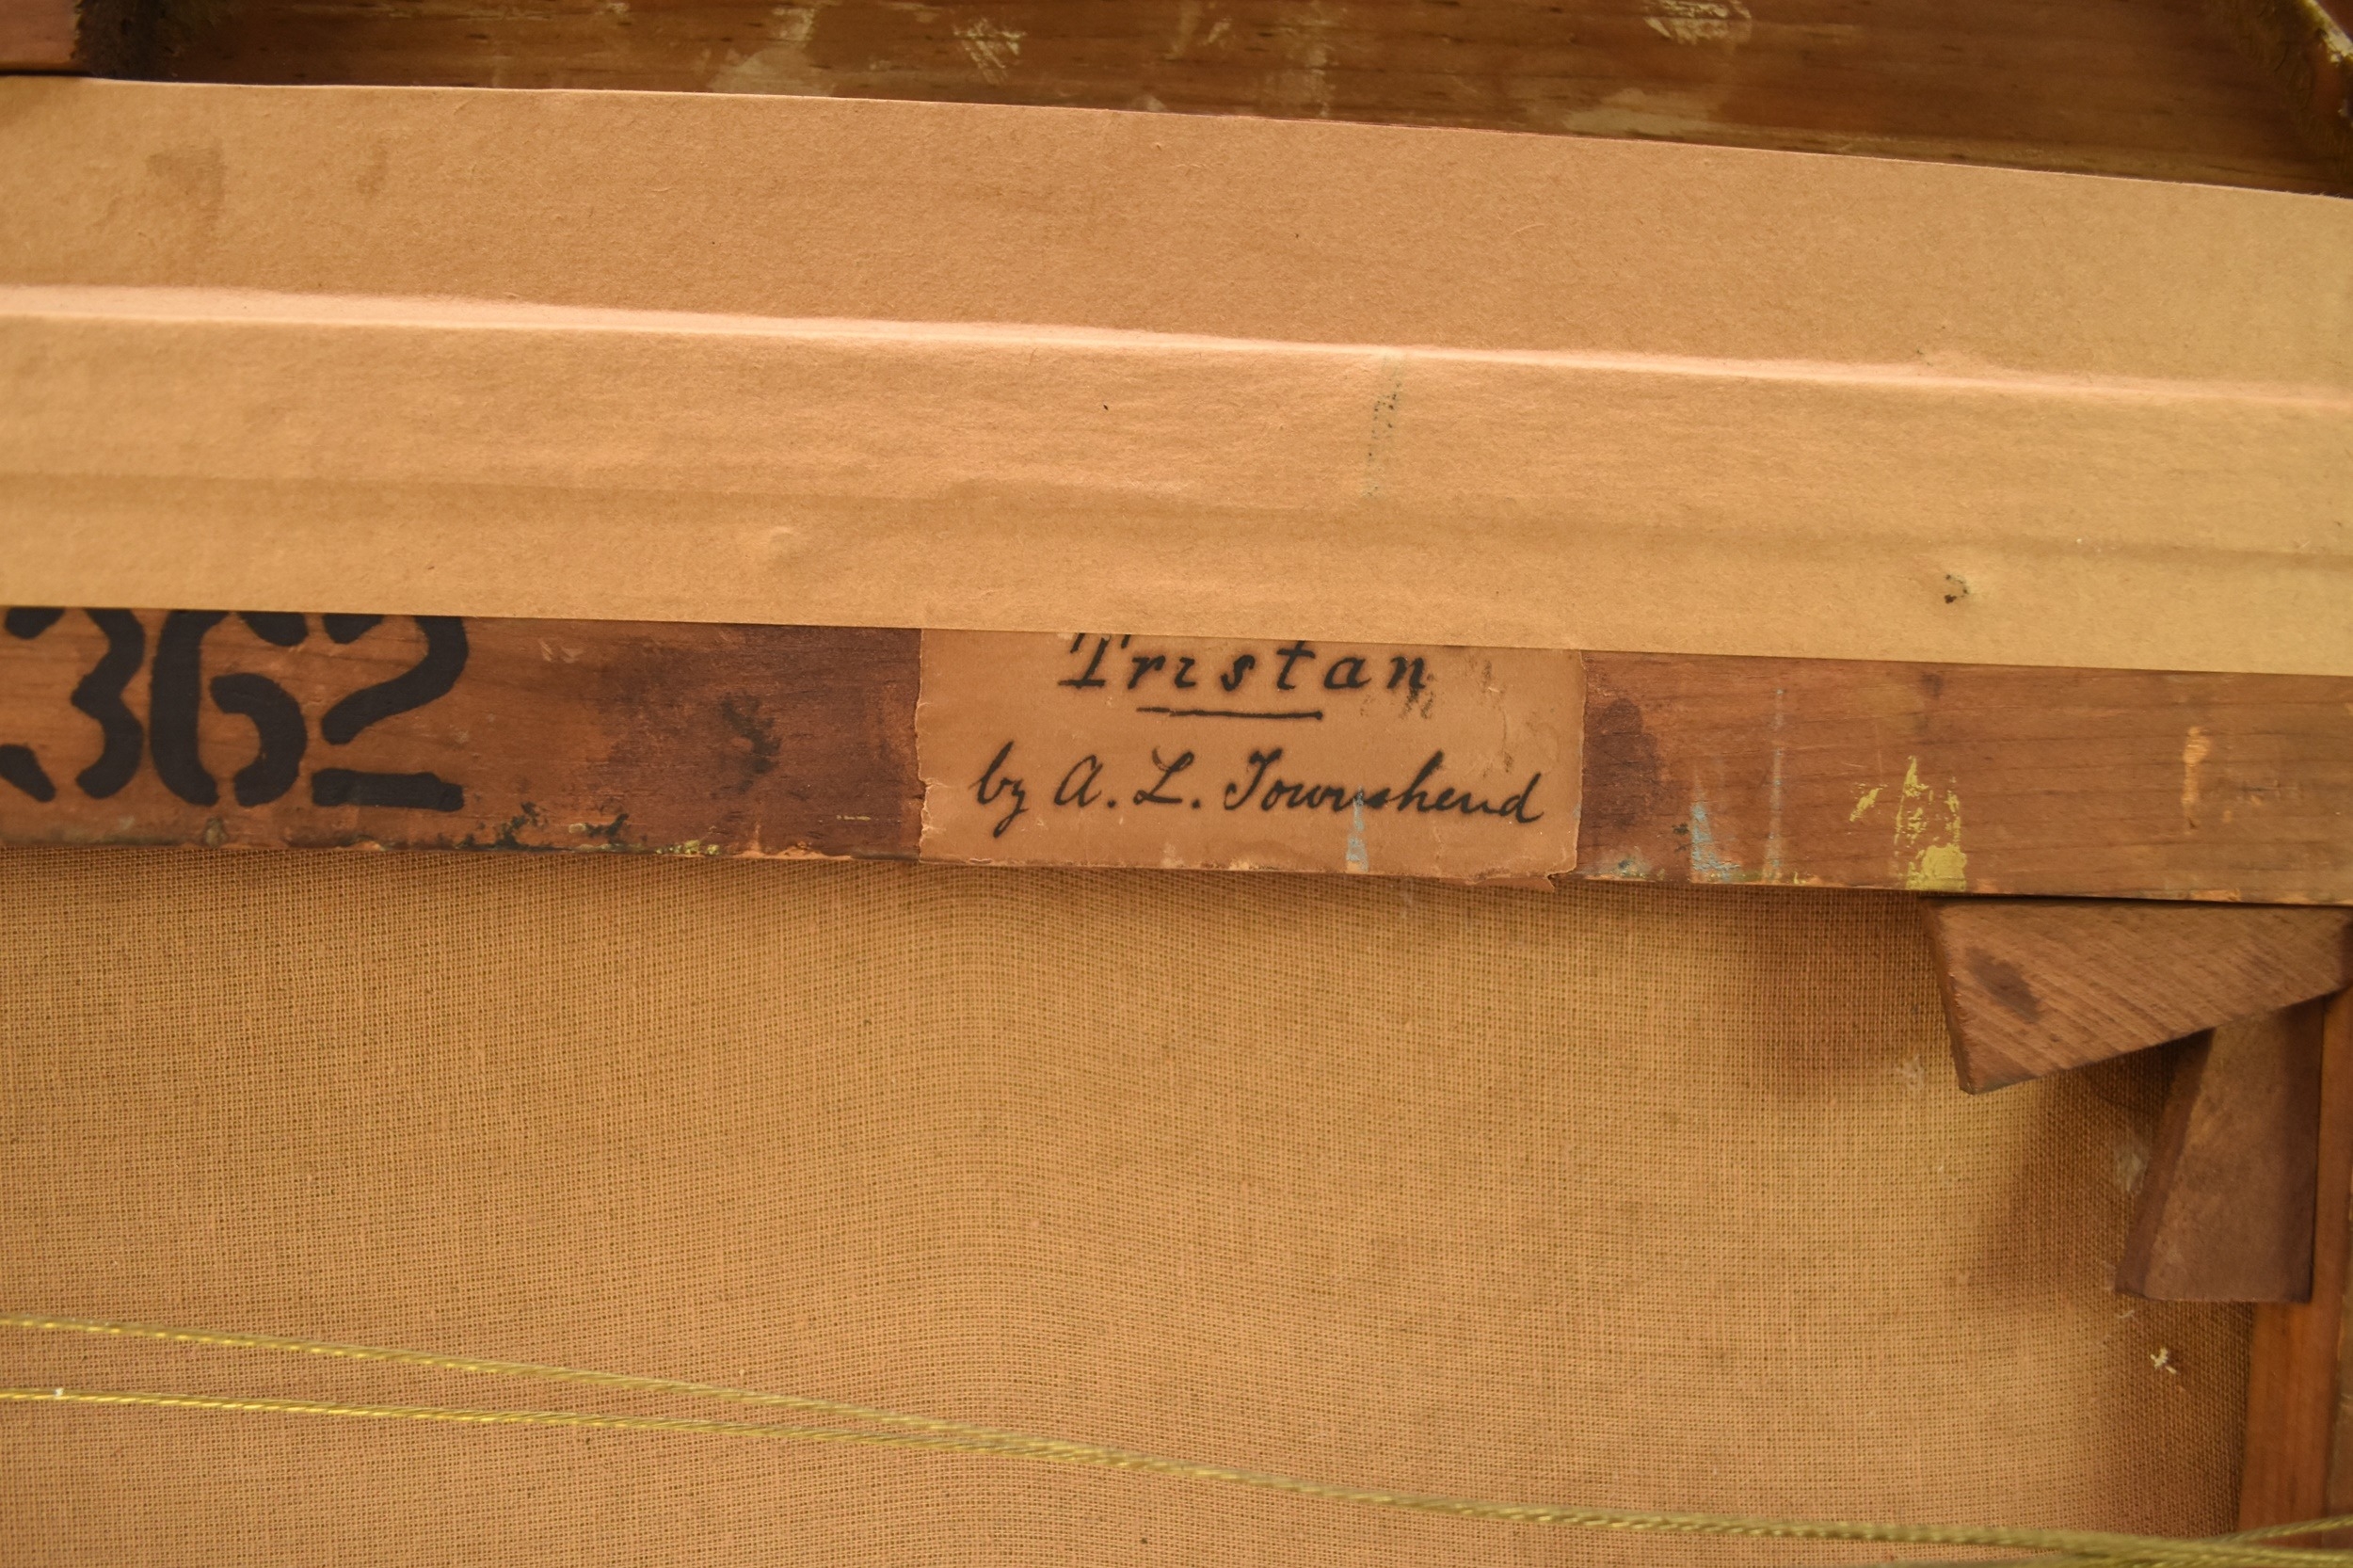 362
Tristan
by A. L. Townshend